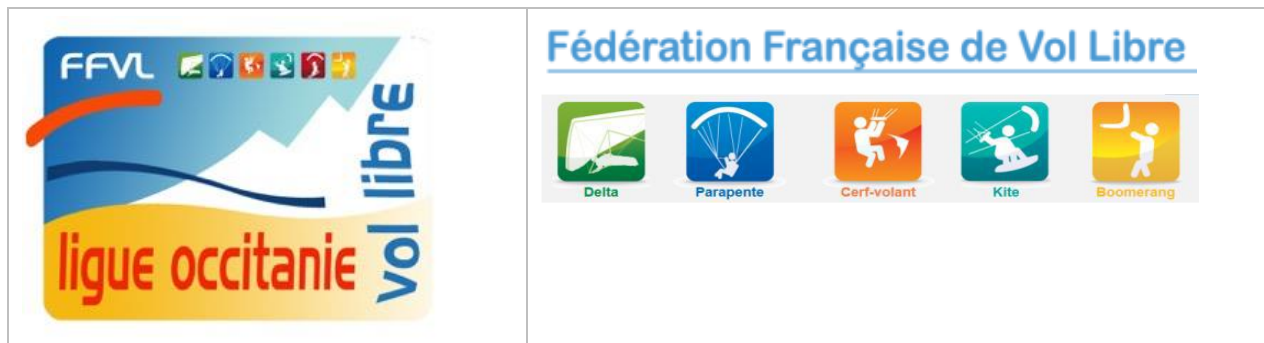 FFVL
vol libre
ligue occitanie
Fédération Française de Vol Libre
Delta
Parapente
Cerf-volant
Kite
Boomerang